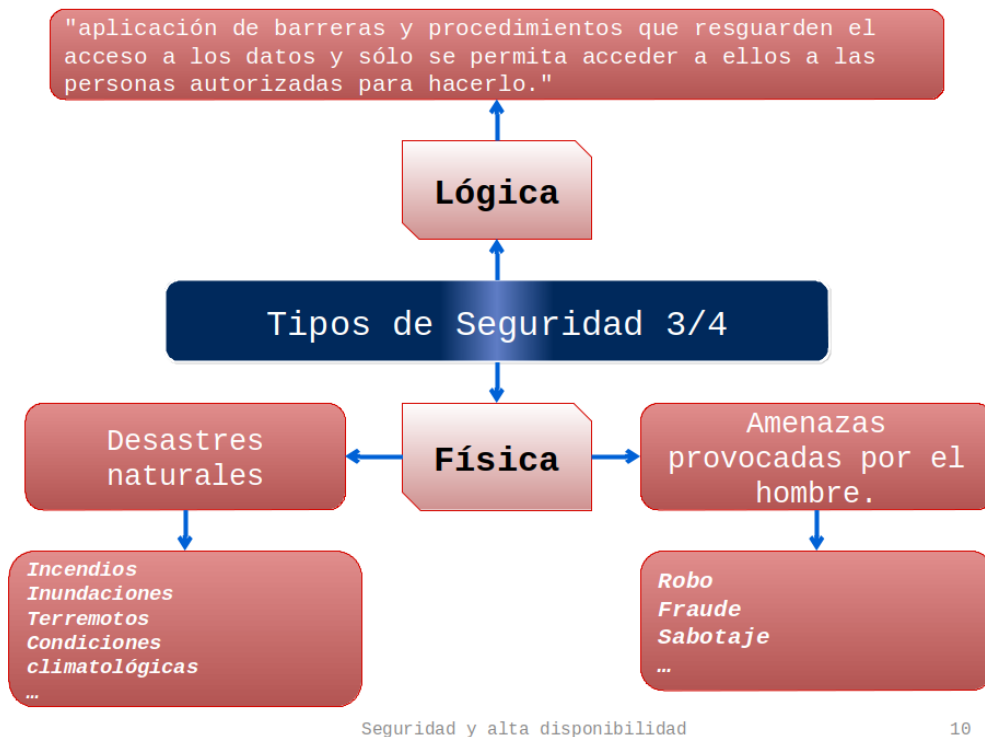 "aplicación de barreras y procedimientos que resguarden el
acceso a los datos y sólo se permita acceder a ellos a las
personas autorizadas para hacerlo."
Lógica
Tipos de Seguridad 3/4
Desastres
naturales
Física
Amenazas
provocadas por el
hombre.
Incendios
Inundaciones
Terremotos
Condiciones
climatológicas
…
Robo
Fraude
Sabotaje
…
Seguridad y alta disponibilidad
10